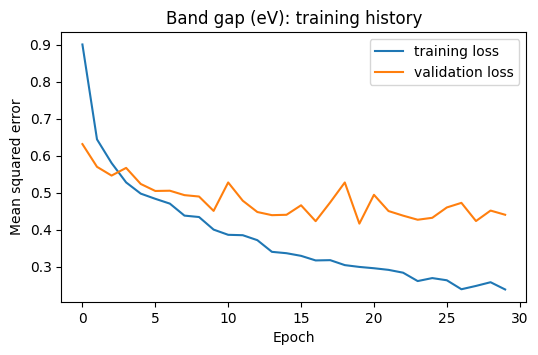 Band gap (eV): training history
training loss
validation loss
Mean squared error
0.9
0.8
0.7
0.6
0.5
0.4
0.3
0 5 10 15 20 25 30
Epoch